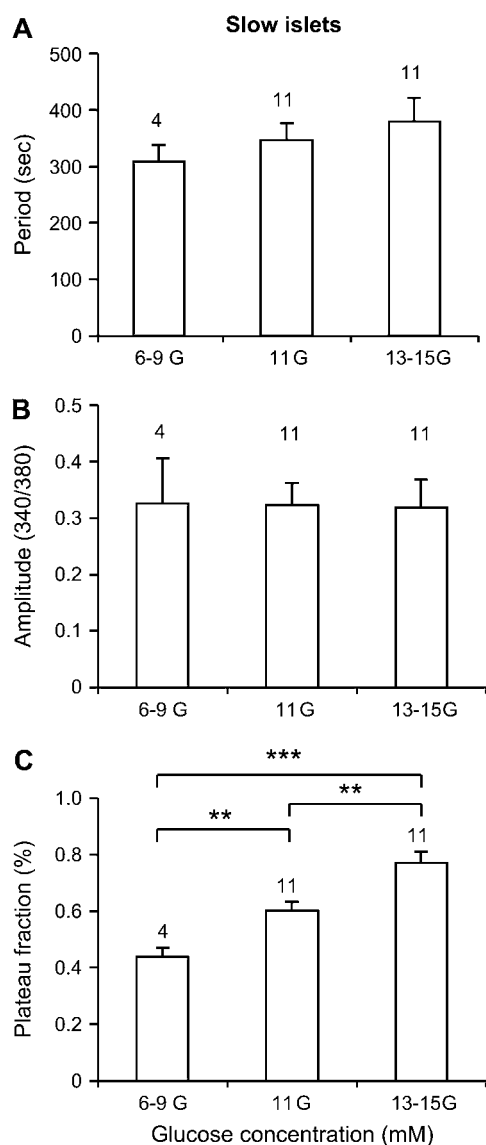 A
Slow islets
500
400
300
200
100
0
Period (sec)
4
11
11
6-9 G
11 G
13-15G
B
0.5
0.4
0.3
0.2
0.1
0
Amplitude (340/380)
4
11
11
6-9 G
11 G
13-15G
C
***
**
**
1.0
0.8
0.6
0.4
0.2
0
Plateau fraction (%)
4
11
11
6-9 G
11 G
13-15G
Glucose concentration (mM)